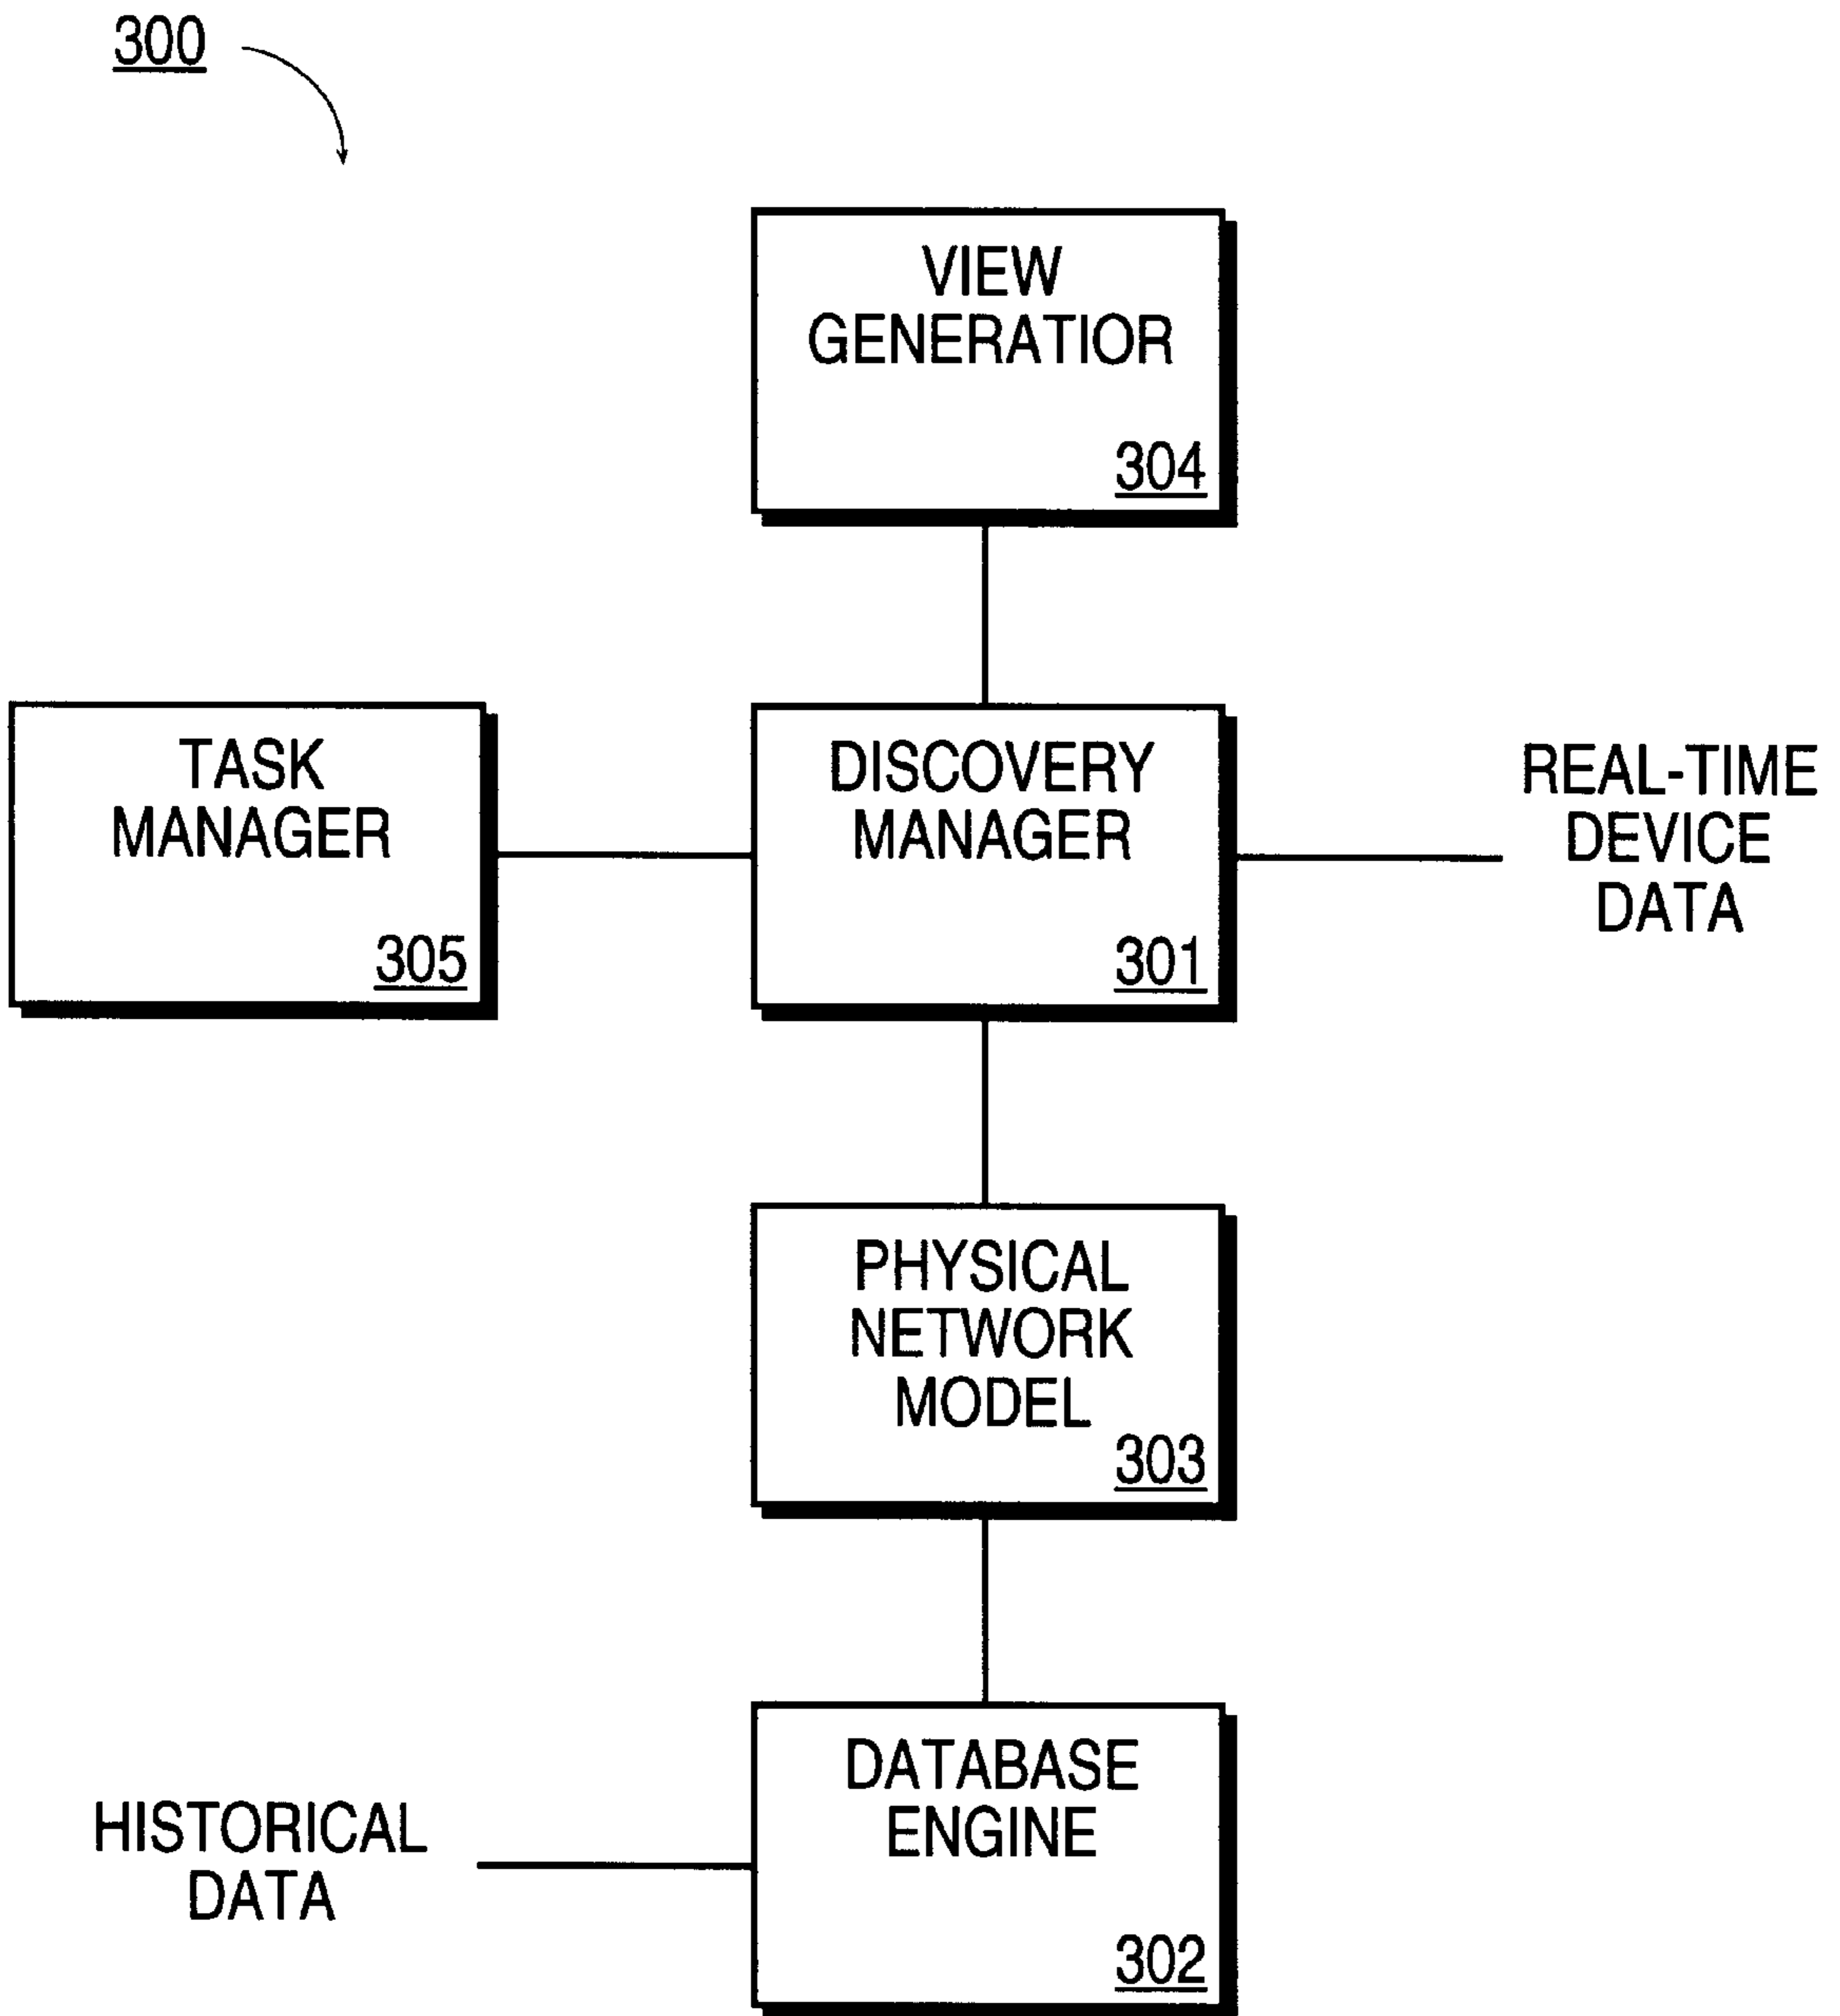 300
VIEW
GENERATIOR
304
TASK
MANAGER
305
DISCOVERY
MANAGER
301
REAL-TIME
DEVICE
DATA
PHYSICAL
NETWORK
MODEL
303
HISTORICAL
DATA
DATABASE
ENGINE
302